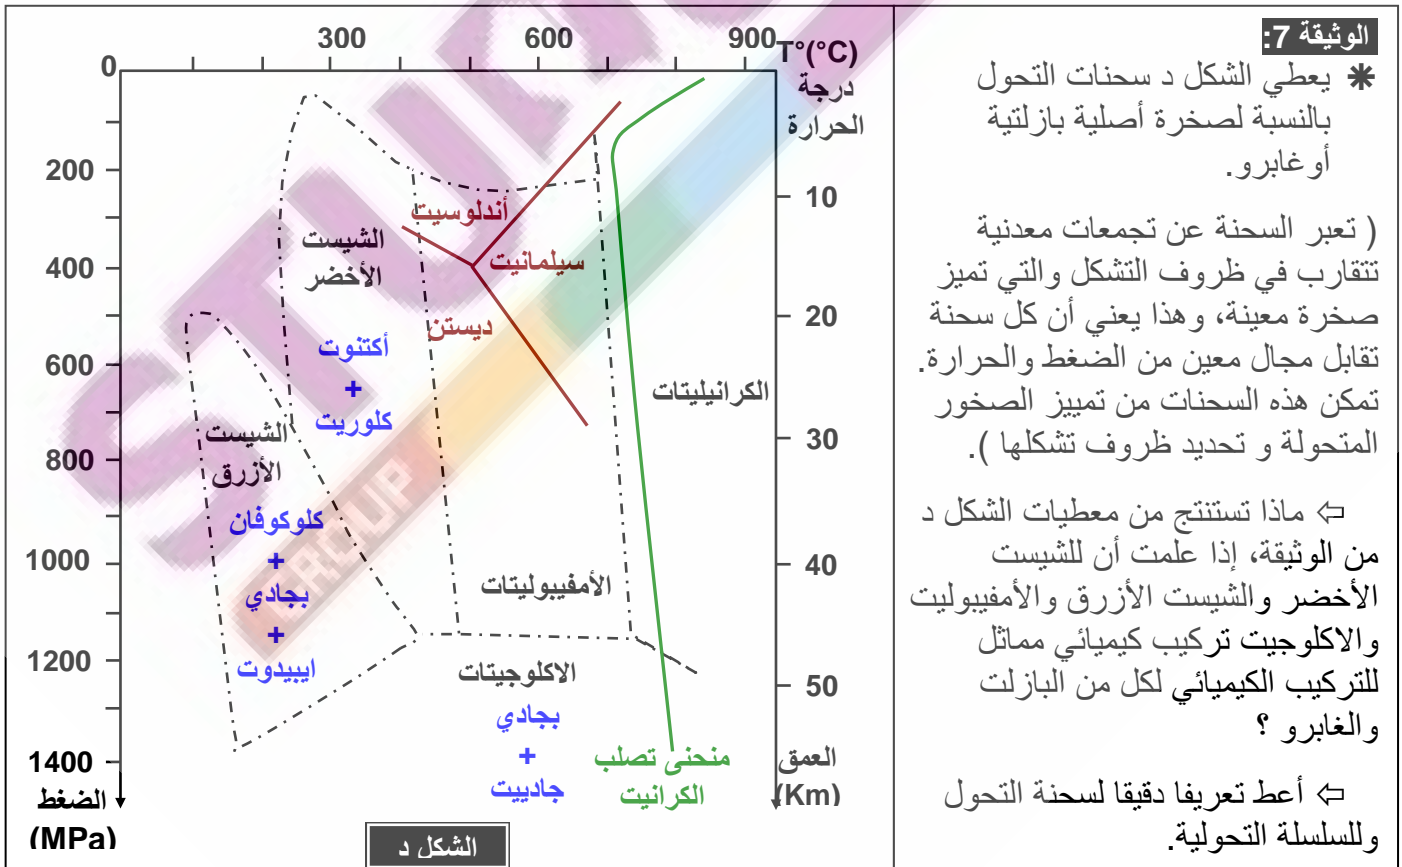 الوثيقة 7:
✱ يعطي الشكل د سحنات التحول
بالنسبة لصخرة أصلية بازلتية
أوغابرو.
( تعبر السحنة عن تجمعات معدنية
تتقارب في ظروف التشكل والتي تميز
صخرة معينة، وهذا يعني أن كل سحنة
تقابل مجال معين من الضغط والحرارة.
تمكن هذه السحنات من تمييز الصخور
المتحولة و تحديد ظروف تشكلها ).
⇦ ماذا تستنتج من معطيات الشكل د
من الوثيقة، إذا علمت أن للشيست
الأخضر والشيست الأزرق والأمفيبوليت
والاكلوجيت تركيب كيميائي مماثل
للتركيب الكيميائي لكل من البازلت
والغابرو ؟
⇦ أعط تعريفا دقيقا لسحنة التحول
وللسلسلة التحولية.
300 600 900
T°(°C)
درجة
الحرارة
0
200
400
600
800
1000
1200
1400
الضغط
(MPa)
10
20
30
40
50
العمق
(Km)
أندلوسيت
سيلمانيت
ديستن
الشيست
الأخضر
أكتنوت
+
كلوريت
الشيست
الأزرق
كلوكوفان
+
بجادي
+
ايبيدوت
الكرانيليتات
الأمفيبوليتات
الاكلوجيتات
بجادي
+
جادييت
منحنى تصلب
الكرانيت
الشكل د
STUD
GROUP